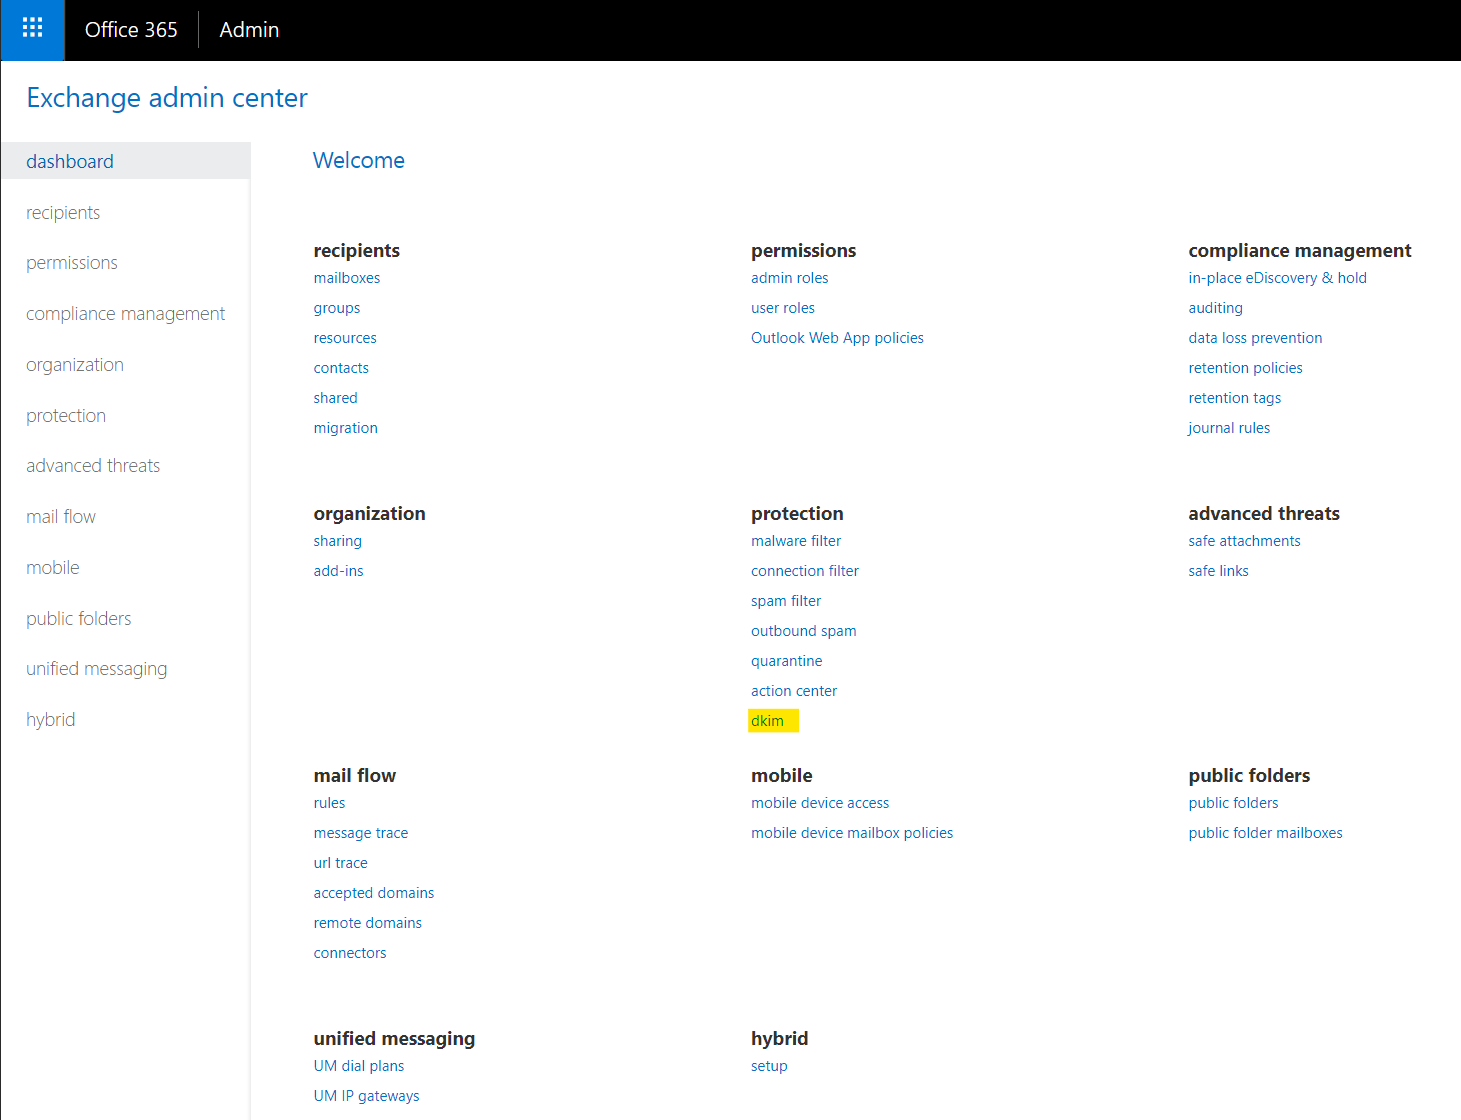 Office 365 Admin
Exchange admin center
dashboard
recipients
permissions
compliance management
organization
protection
advanced threats
mail flow
mobile
public folders
unified messaging
hybrid
Welcome
recipients
mailboxes
groups
resources
contacts
shared
migration
permissions
admin roles
user roles
Outlook Web App policies
compliance management
in-place eDiscovery & hold
auditing
data loss prevention
retention policies
retention tags
journal rules
organization
sharing
add-ins
protection
malware filter
connection filter
spam filter
outbound spam
quarantine
action center
dkim
advanced threats
safe attachments
safe links
mail flow
rules
message trace
url trace
accepted domains
remote domains
connectors
mobile
mobile device access
mobile device mailbox policies
public folders
public folders
public folder mailboxes
unified messaging
UM dial plans
UM IP gateways
hybrid
setup